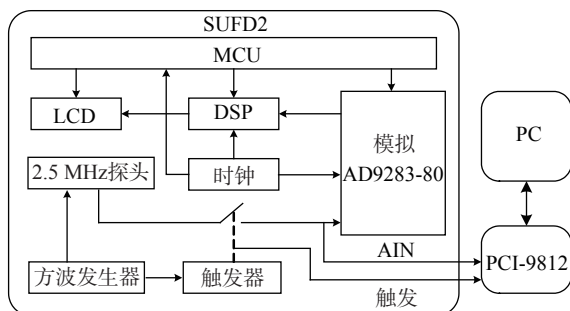 SUFD2
MCU
LCD
DSP
模拟
AD9283-80
PC
2.5 MHz探头
时钟
AIN
PCI-9812
方波发生器
触发器
触发